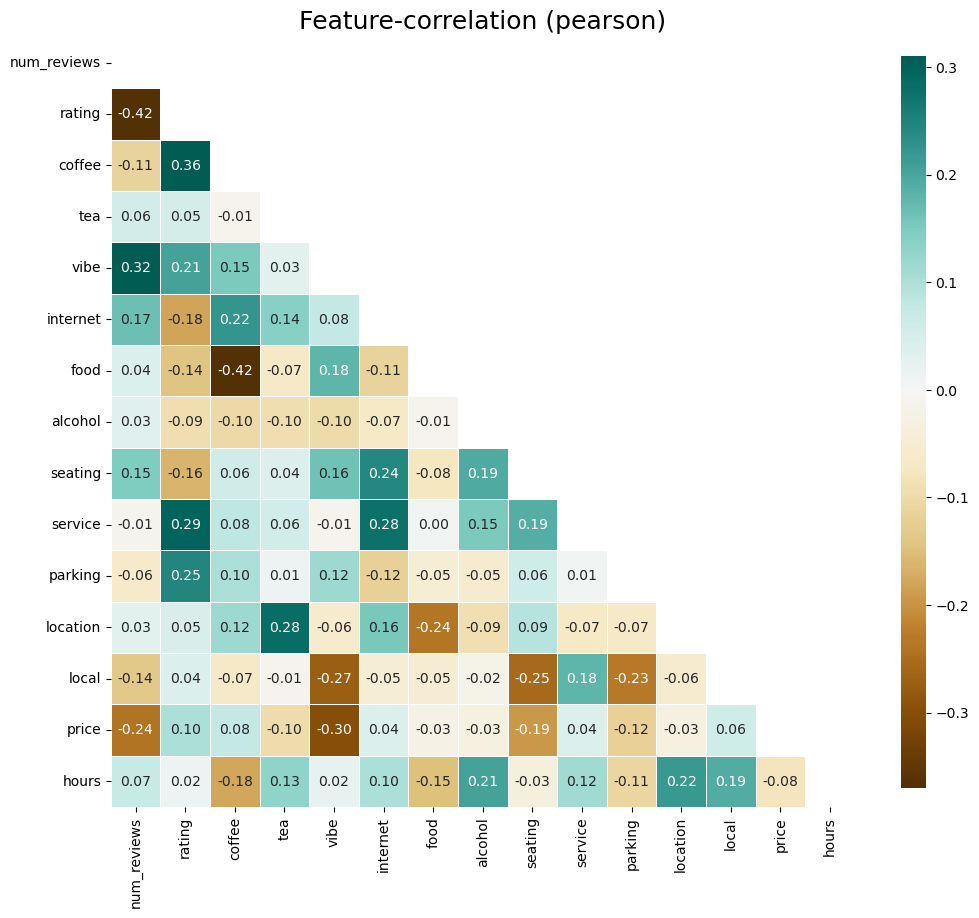 Feature-correlation (pearson)
num_reviews
rating -0.42
coffee -0.11 0.36
tea 0.06 0.05 -0.01
vibe 0.32 0.21 0.15 0.03
internet 0.17 -0.18 0.22 0.14 0.08
food 0.04 -0.14 -0.42 -0.07 0.18 -0.11
alcohol 0.03 -0.09 -0.10 -0.10 -0.10 -0.07 -0.01
seating 0.15 -0.16 0.06 0.04 0.16 0.24 -0.08 0.19
service -0.01 0.29 0.08 0.06 -0.01 0.28 0.00 0.15 0.19
parking -0.06 0.25 0.10 0.01 0.12 -0.12 -0.05 -0.05 0.06 0.01
location 0.03 0.05 0.12 0.28 -0.06 0.16 -0.24 -0.09 0.09 -0.07 -0.07
local -0.14 0.04 -0.07 -0.01 -0.27 -0.05 -0.05 -0.02 -0.25 0.18 -0.23 -0.06
price -0.24 0.10 0.08 -0.10 -0.30 0.04 -0.03 -0.03 -0.19 0.04 -0.12 -0.03 0.06
hours 0.07 0.02 -0.18 0.13 0.02 0.10 -0.15 0.21 -0.03 0.12 -0.11 0.22 0.19 -0.08
num_reviews rating coffee tea vibe internet food alcohol seating service parking location local price hours
0.3
0.2
0.1
0.0
−0.1
−0.2
−0.3